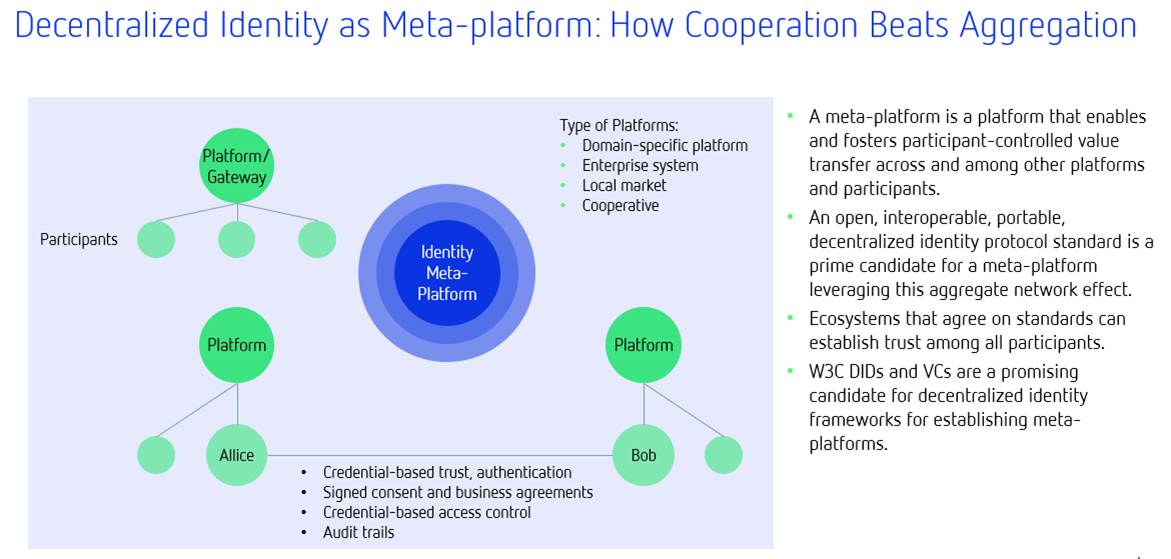 Decentralized Identity as Meta-platform: How Cooperation Beats Aggregation
Platform/
Gateway
Participants
Type of Platforms:
• Domain-specific platform
• Enterprise system
• Local market
• Cooperative
Identity
Meta-
Platform
Platform
Platform
Allice
Bob
• Credential-based trust, authentication
• Signed consent and business agreements
• Credential-based access control
• Audit trails
• A meta-platform is a platform that enables
and fosters participant-controlled value
transfer across and among other platforms
and participants.
• An open, interoperable, portable,
decentralized identity protocol standard is a
prime candidate for a meta-platform
leveraging this aggregate network effect.
• Ecosystems that agree on standards can
establish trust among all participants.
• W3C DIDs and VCs are a promising
candidate for decentralized identity
frameworks for establishing meta-
platforms.